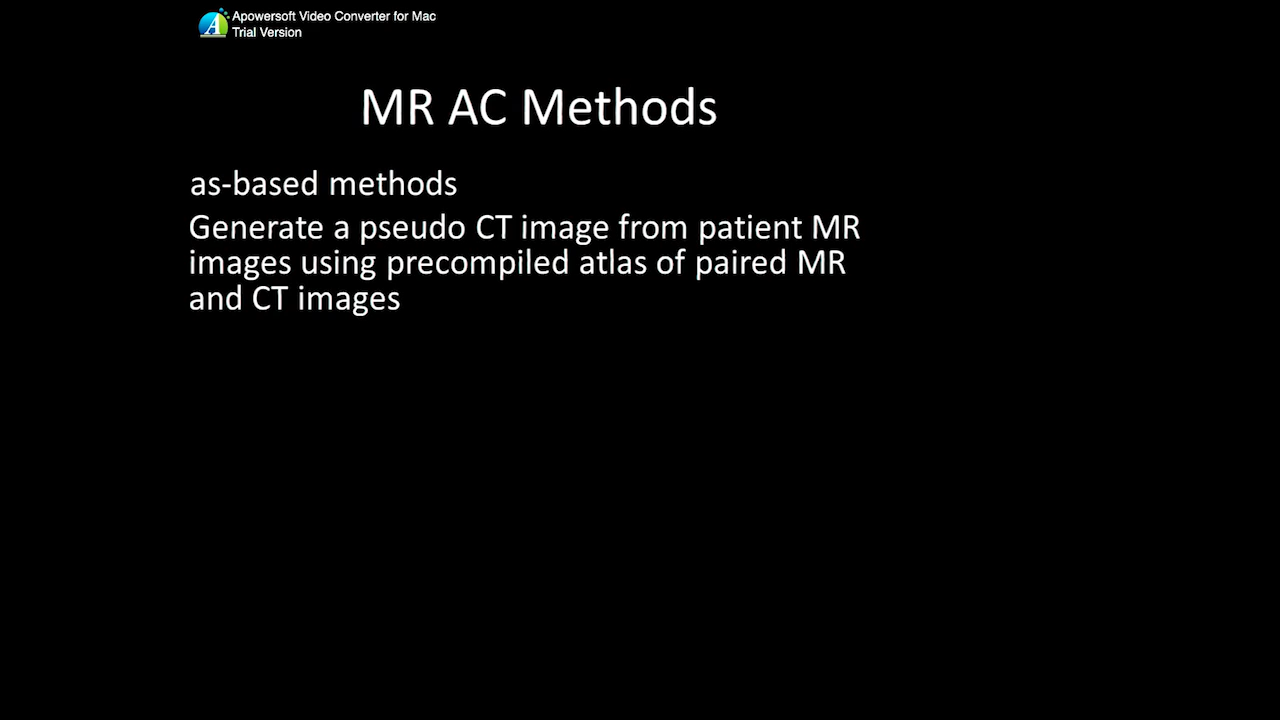 Apowersoft Video Converter for Mac
Trial Version
MR AC Methods
as-based methods
Generate a pseudo CT image from patient MR
images using precompiled atlas of paired MR
and CT images